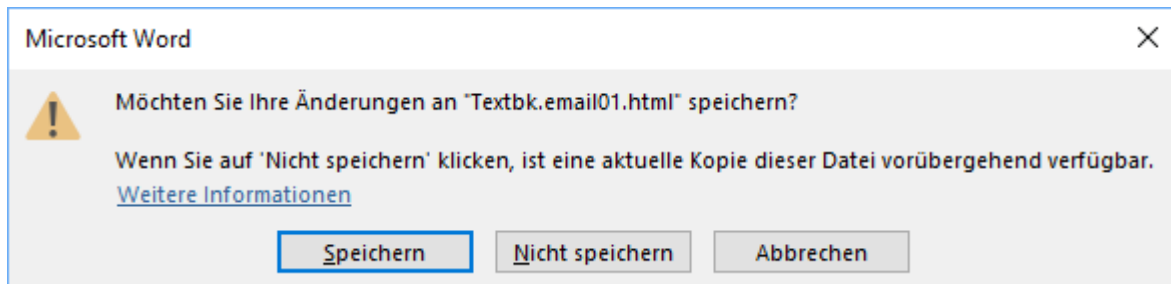 Microsoft Word
Möchten Sie Ihre Änderungen an "Textbk.email01.html" speichern?
Wenn Sie auf 'Nicht speichern' klicken, ist eine aktuelle Kopie dieser Datei vorübergehend verfügbar.
Weitere Informationen
Speichern Nicht speichern Abbrechen